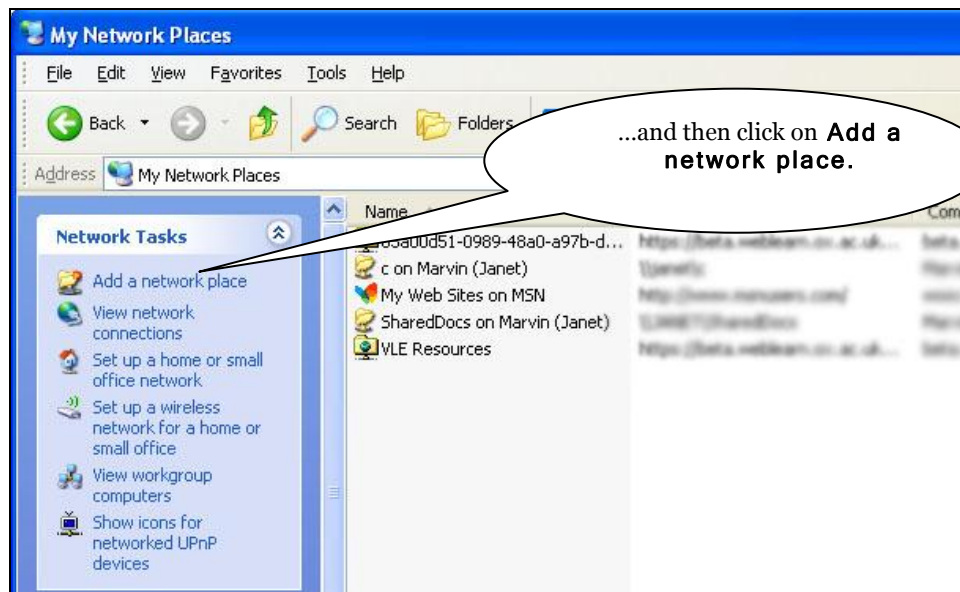 My Network Places
File Edit View Favorites Tools Help
Back Search Folders
...and then click on Add a
network place.
Address My Network Places
Network Tasks
Add a network place
View network
connections
Set up a home or small
office network
Set up a wireless
network for a home or
small office
View workgroup
computers
Show icons for
networked UPnP
devices
Name Com
c on Marvin (Janet)
My Web Sites on MSN
SharedDocs on Marvin (Janet)
VLE Resources